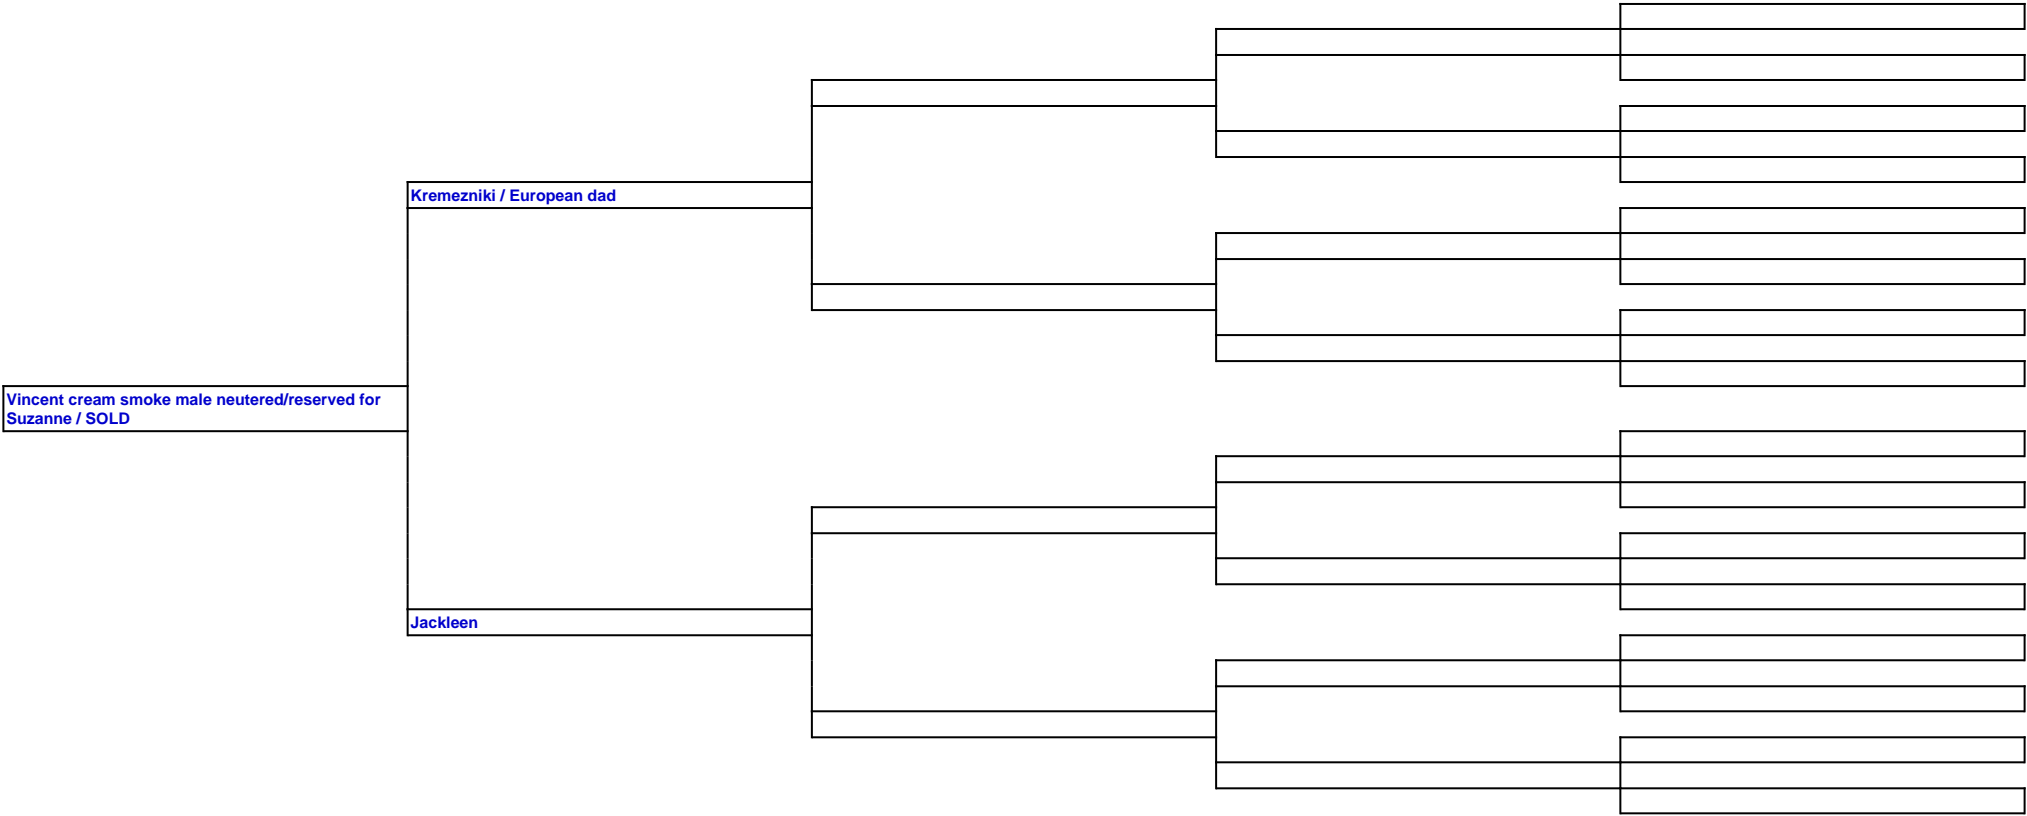 Kremezniki / European dad
Vincent cream smoke male neutered/reserved for
Suzanne / SOLD
Jackleen